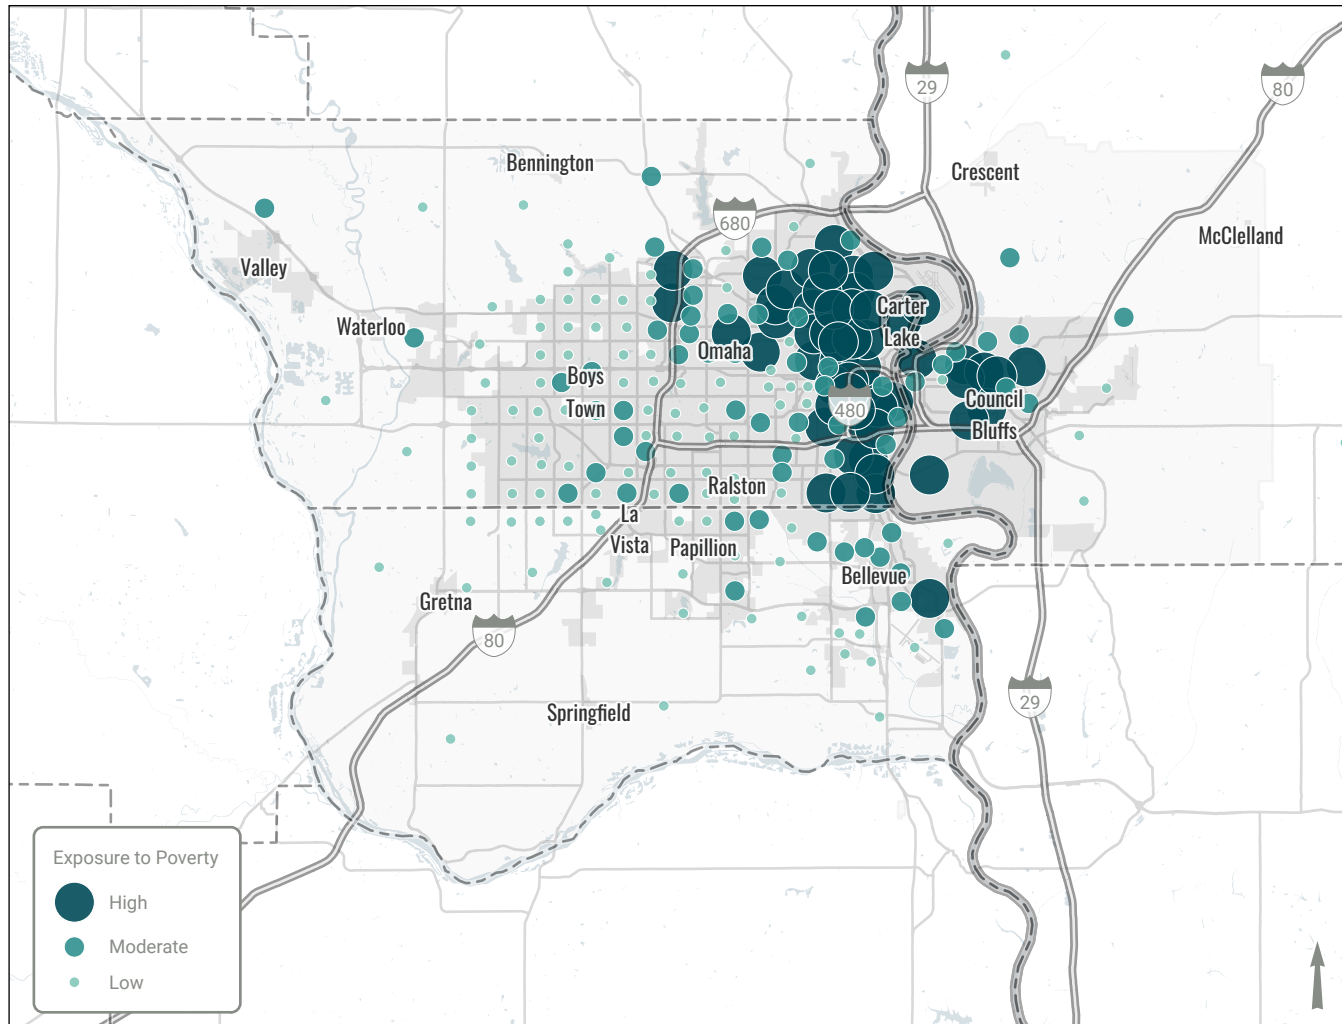 29
80
Bennington
Crescent
680
McClelland
Valley
Waterloo
Carter
Lake
Omaha
Boys
Town
Council
Bluffs
480
Ralston
La
Vista
Papillion
Bellevue
Gretna
80
29
Springfield
Exposure to Poverty
High
Moderate
Low